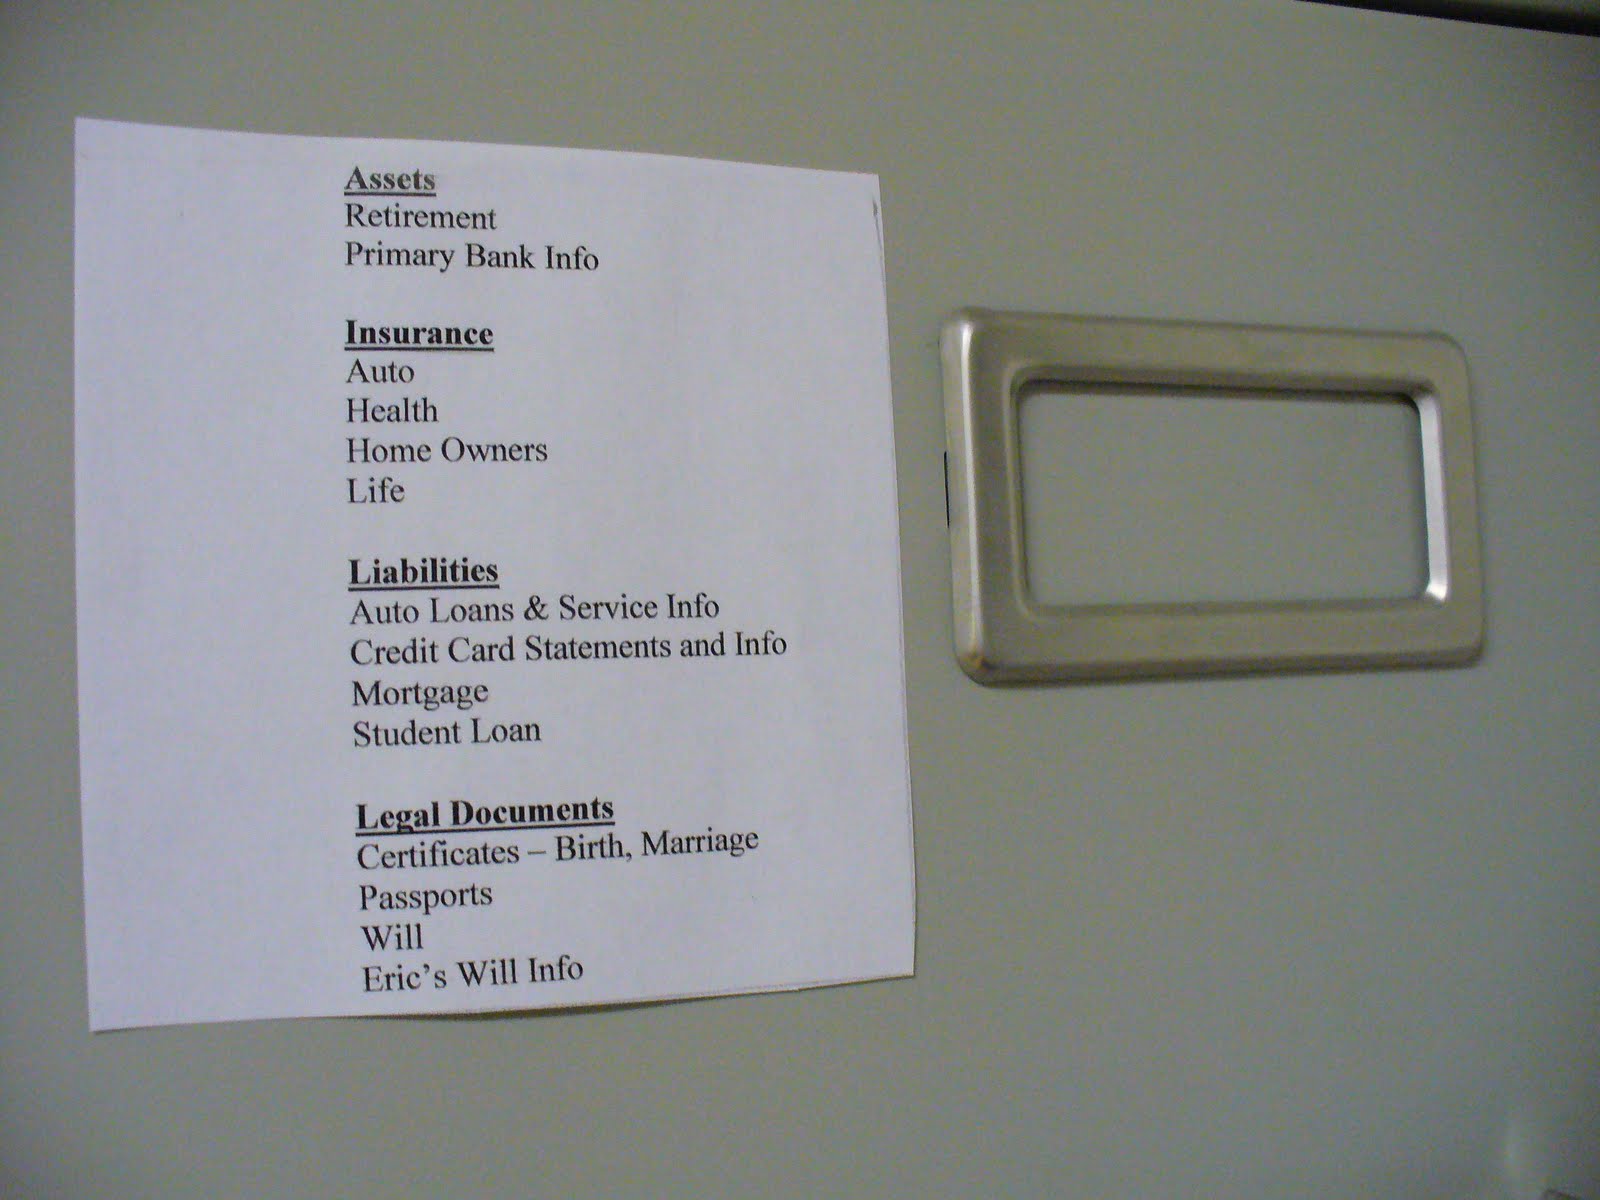 Assets
Retirement
Primary Bank Info
Insurance
Auto
Health
Home Owners
Life
Liabilities
Auto Loans & Service Info
Credit Card Statements and Info
Mortgage
Student Loan
Legal Documents
Certificates – Birth, Marriage
Passports
Will
Eric’s Will Info